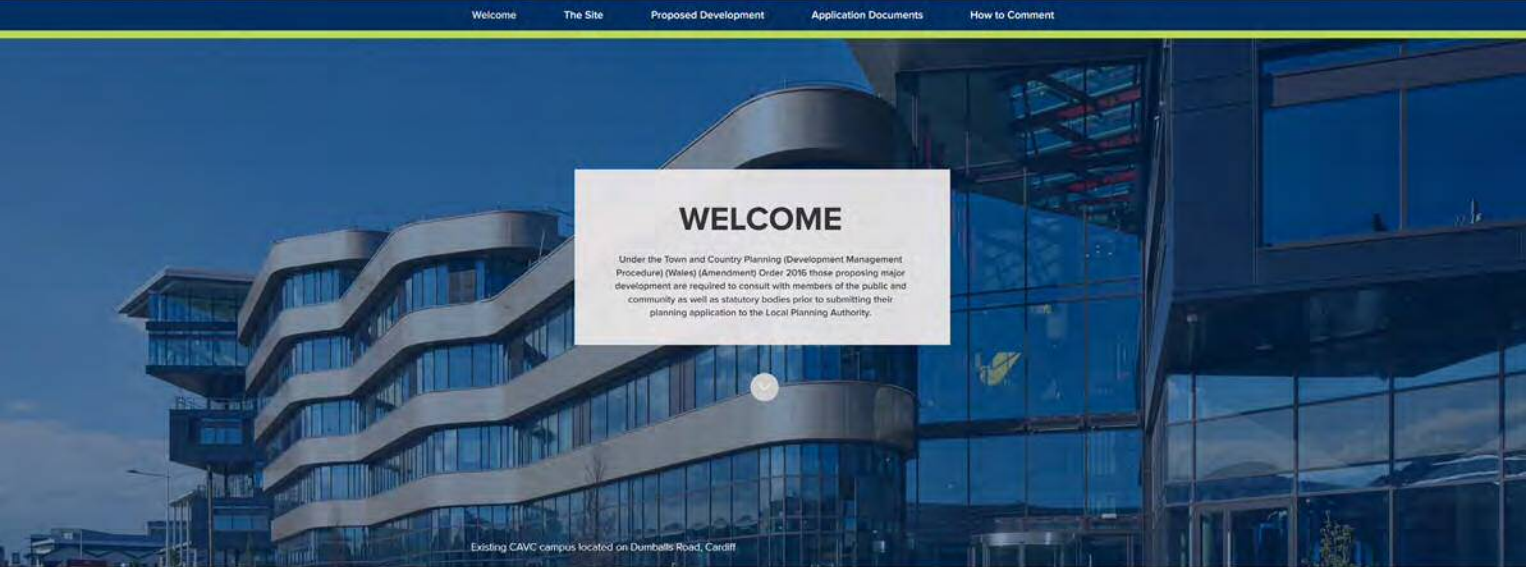 Welcome
The Site
Proposed Development
Application Documents
How to Comment
WELCOME
Under the Town and Country Planning (Development Management
Procedure) (Wales) (Amendment) Order 2016 those proposing major
development are required to consult with members of the public and
community as well as statutory bodies prior to submitting their
planning application to the Local Planning Authority.
Existing CAVC campus located on Dumballs Road, Cardiff